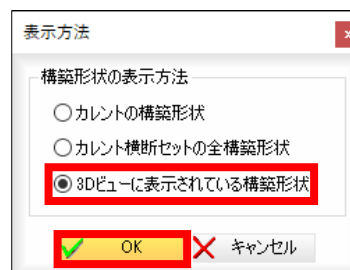 表示方法
構築形状の表示方法
カレントの構築形状
カレント横断セットの全構築形状
3Dビューに表示されている構築形状
OK キャンセル